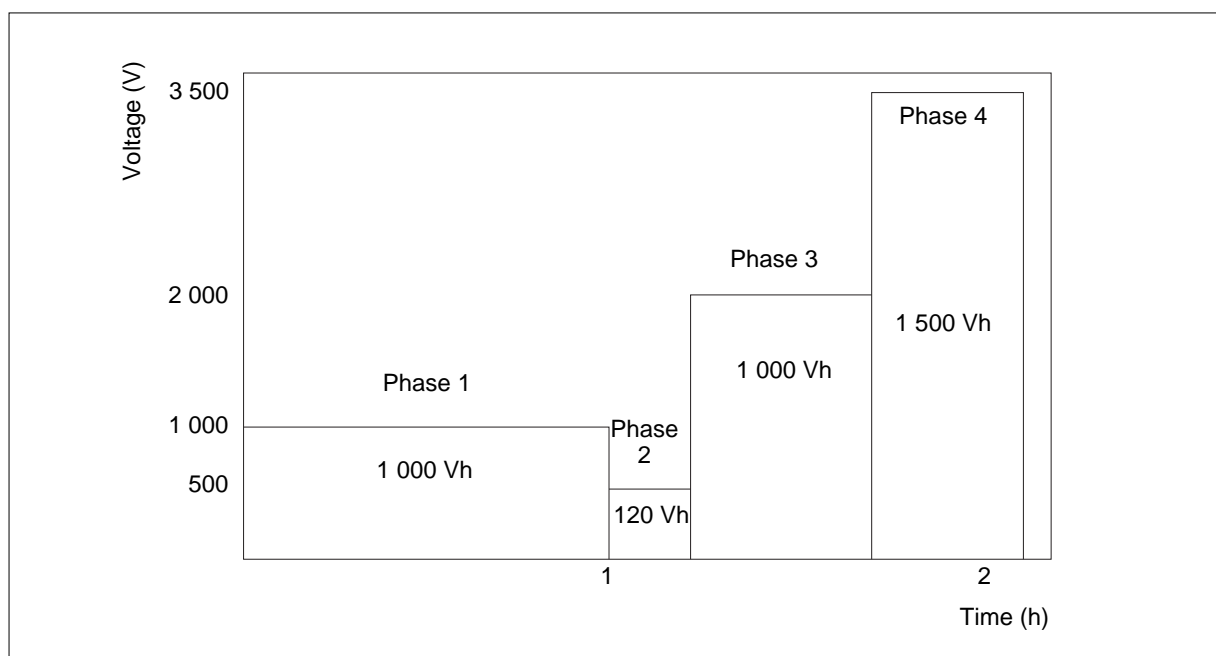 Voltage (V)
3 500
Phase 4
Phase 3
2 000
1 500 Vh
1 000 Vh
Phase 1
1 000
Phase
2
1 000 Vh
500
120 Vh
1
2
Time (h)